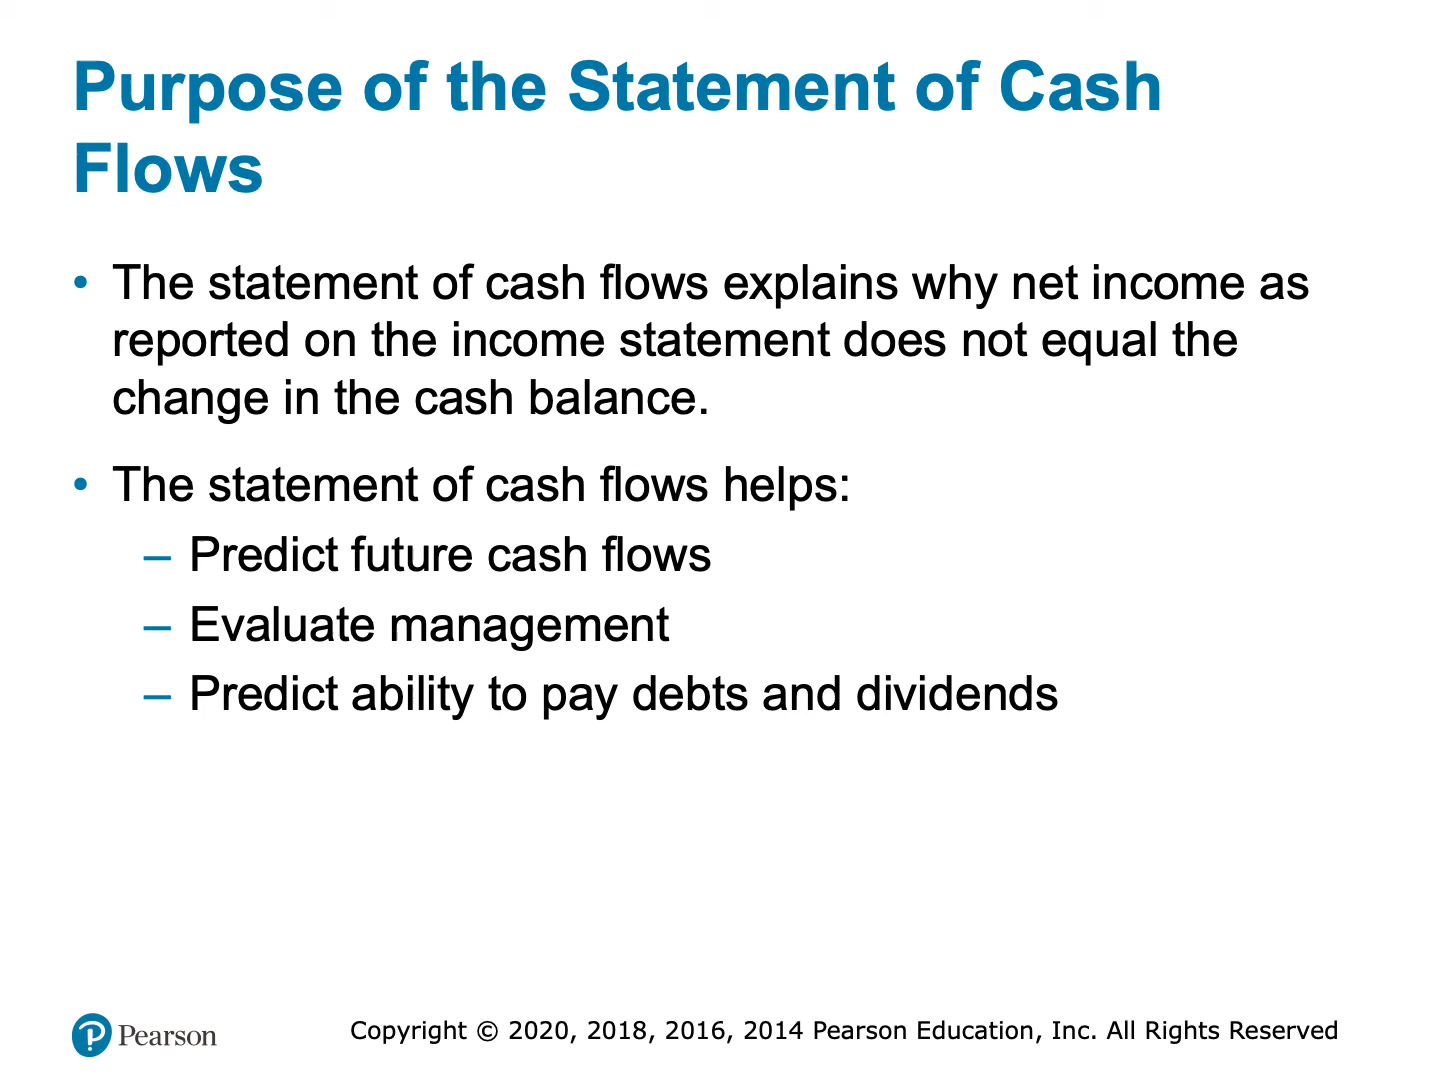 Purpose of the Statement of Cash
Flows
• The statement of cash flows explains why net income as
reported on the income statement does not equal the
change in the cash balance.
• The statement of cash flows helps:
– Predict future cash flows
– Evaluate management
– Predict ability to pay debts and dividends
Pearson
Copyright © 2020, 2018, 2016, 2014 Pearson Education, Inc. All Rights Reserved